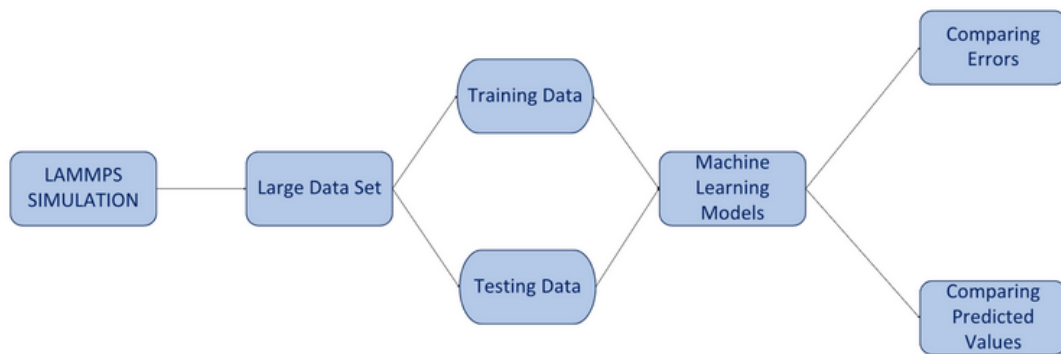 LAMMPS
SIMULATION
Large Data Set
Training Data
Testing Data
Machine
Learning
Models
Comparing
Errors
Comparing
Predicted
Values